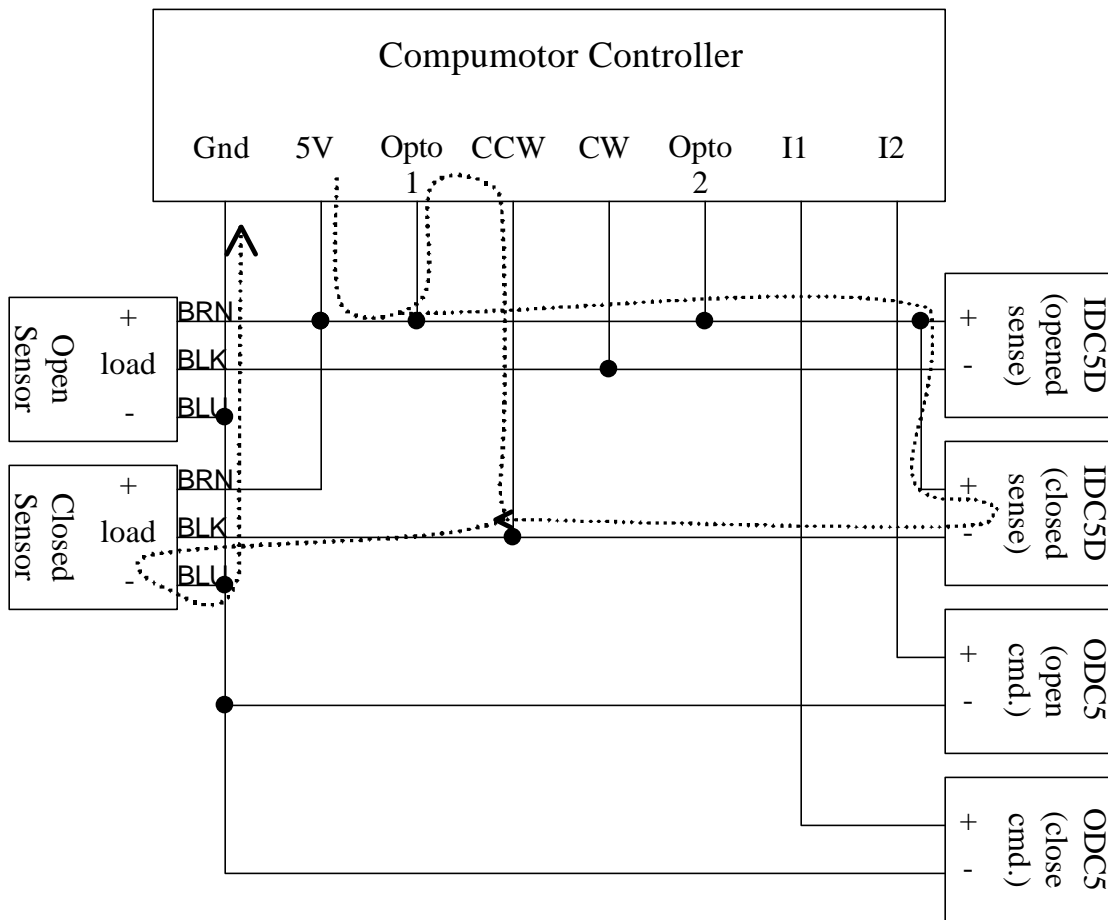 Compumotor Controller
Gnd 5V Opto 1 CCW CW Opto 2 I1 I2
Open Sensor
+ BRN
load BLK
- BLU
Closed Sensor
+ BRN
load BLK
- BLU
+
-
IDC5D (opened sense)
+
-
IDC5D (closed sense)
+
-
ODC5 (open cmd.)
+
-
ODC5 (close cmd.)